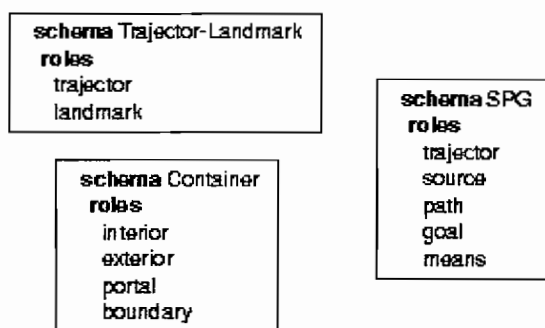 schema Trajector-Landmark
roles
trajector
landmark
schema SPG
roles
trajector
source
path
goal
means
schema Container
roles
interior
exterior
portal
boundary